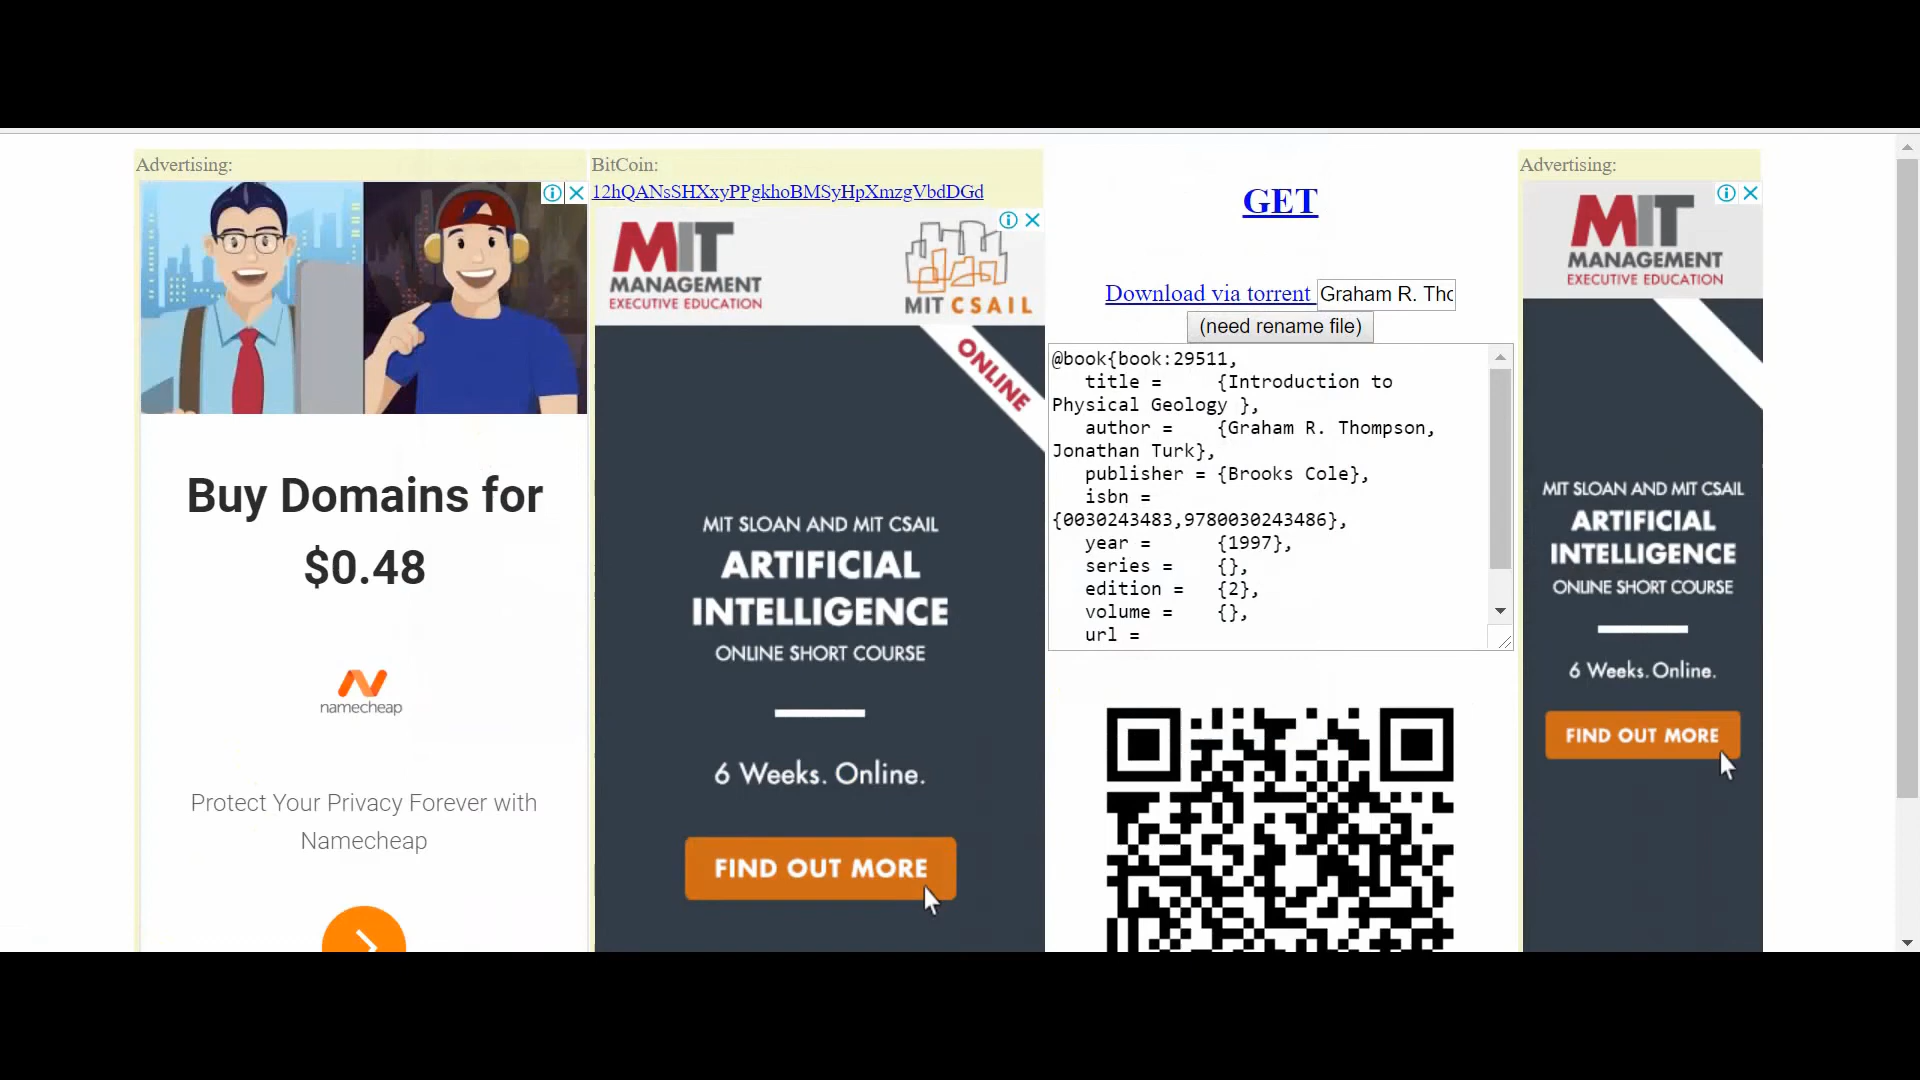 Advertising:
Buy Domains for
$0.48
namecheap
Protect Your Privacy Forever with
Namecheap
BitCoin:
12hQANsSHXxyPPgkhoBMSyHpXmzgVbdDGd
MIT
MANAGEMENT
EXECUTIVE EDUCATION
MIT CSAIL
ONLINE
MIT SLOAN AND MIT CSAIL
ARTIFICIAL
INTELLIGENCE
ONLINE SHORT COURSE
6 Weeks. Online.
FIND OUT MORE
GET
Download via torrent Graham R. Tho
(need rename file)
@book{book:29511,
title = {Introduction to
Physical Geology },
author = {Graham R. Thompson,
Jonathan Turk},
publisher = {Brooks Cole},
isbn =
{0030243483,9780030243486},
year = {1997},
series = {},
edition = {2},
volume = {},
url =
Advertising:
MIT
MANAGEMENT
EXECUTIVE EDUCATION
MIT SLOAN AND MIT CSAIL
ARTIFICIAL
INTELLIGENCE
ONLINE SHORT COURSE
6 Weeks. Online.
FIND OUT MORE